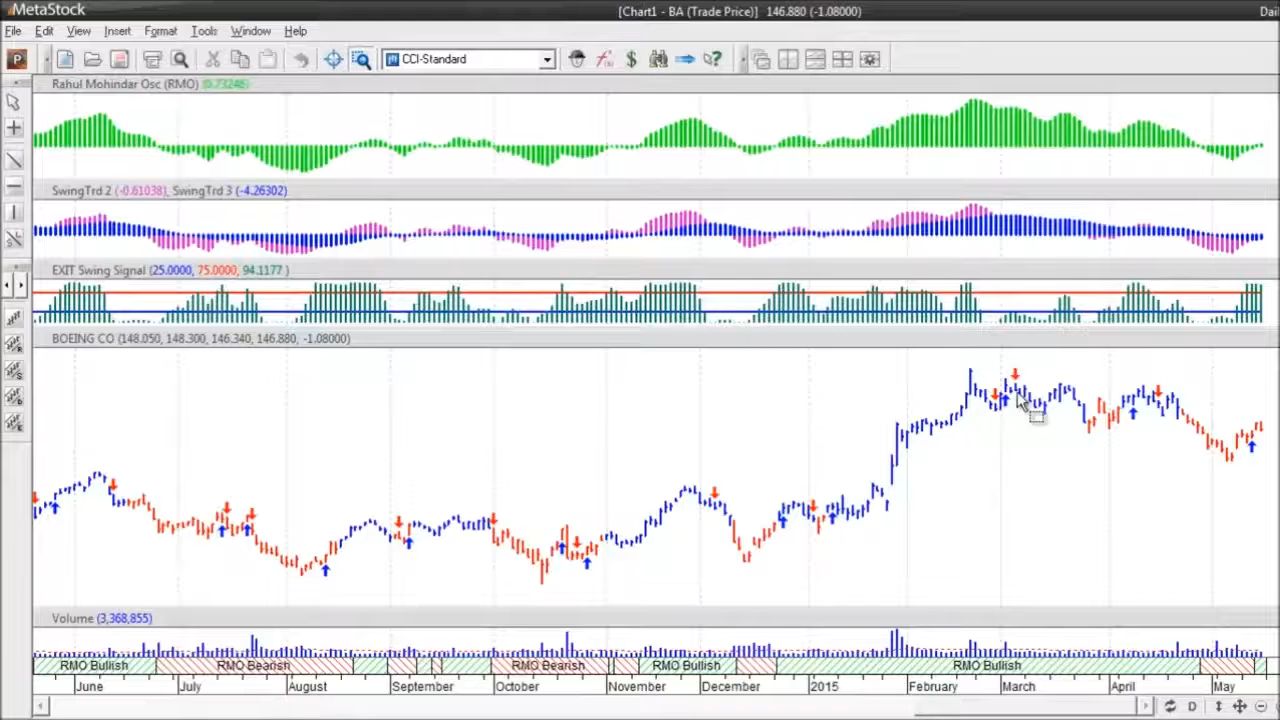 MetaStock
[Chart1 - BA (Trade Price)] 146.880 (-1.08000)
Dai
File Edit View Insert Format Tools Window Help
P
CCI-Standard
Rahul Mohindar Osc (RMO) (0.73246)
SwingTrd 2 (-0.61038), SwingTrd 3 (-4.26302)
EXIT Swing Signal (25.0000, 75.0000, 94.1177 )
BOEING CO (148.050, 148.300, 146.340, 146.880, -1.08000)
Volume (3,368,855)
RMO Bullish RMO Bearish RMO Bearish RMO Bullish RMO Bullish
June July August September October November December 2015 February March April May
D